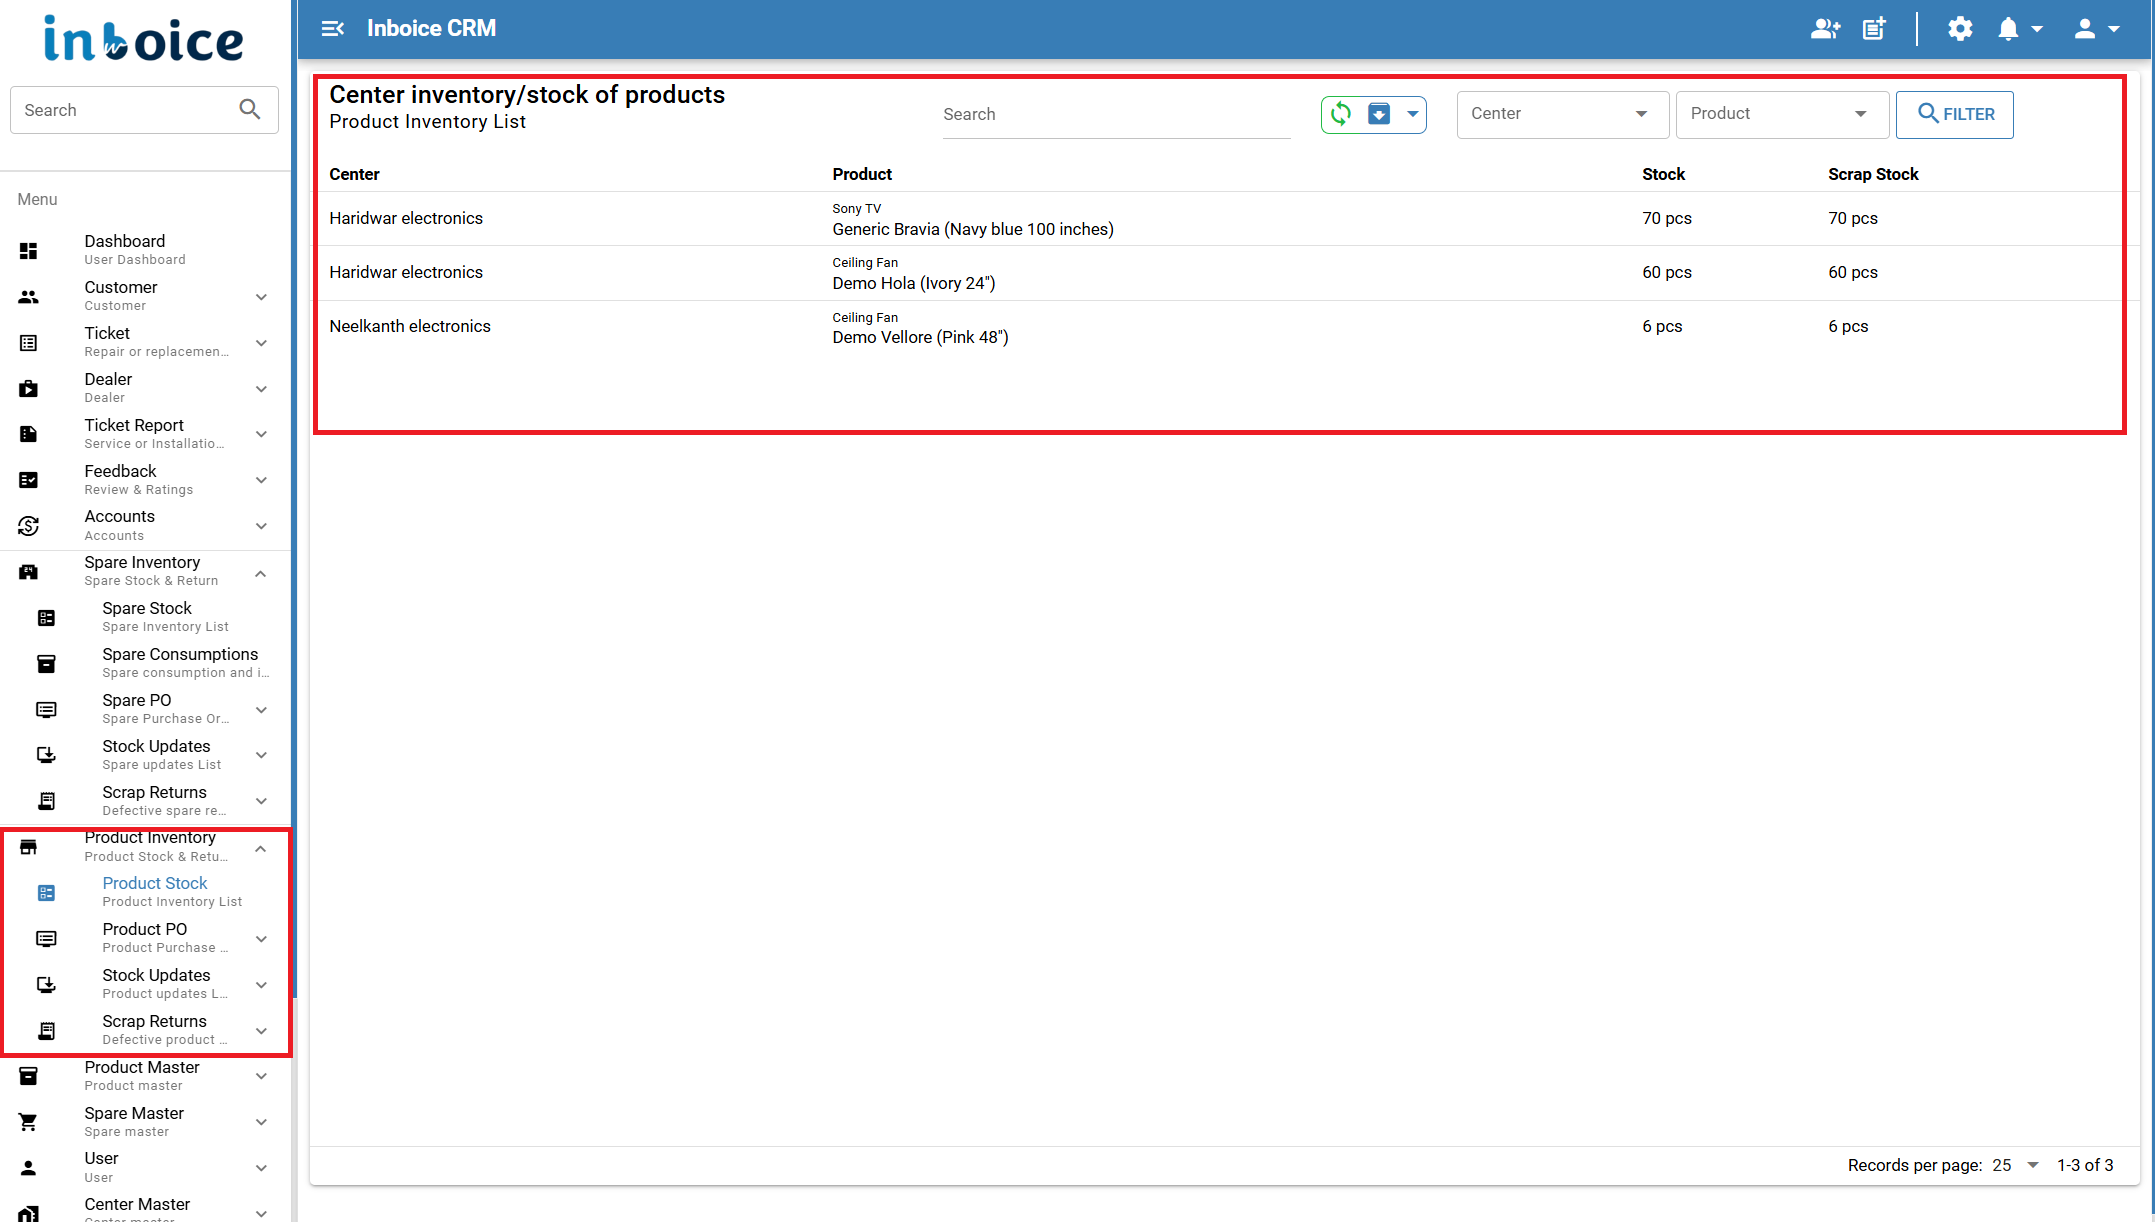 inboice
Search
Menu
Dashboard
User Dashboard
Customer
Customer
Ticket
Repair or replacemen...
Dealer
Dealer
Ticket Report
Service or Installatio...
Feedback
Review & Ratings
Accounts
Accounts
Spare Inventory
Spare Stock & Return
Spare Stock
Spare Inventory List
Spare Consumptions
Spare consumption and i...
Spare PO
Spare Purchase Or...
Stock Updates
Spare updates List
Scrap Returns
Defective spare re...
Product Inventory
Product Stock & Retu...
Product Stock
Product Inventory List
Product PO
Product Purchase ...
Stock Updates
Product updates L...
Scrap Returns
Defective product ...
Product Master
Product master
Spare Master
Spare master
User
User
Center Master
Center master
Inboice CRM
Center inventory/stock of products
Product Inventory List
Search
Center
Product
FILTER
Center Product Stock Scrap Stock
Haridwar electronics Sony TV
Generic Bravia (Navy blue 100 inches) 70 pcs 70 pcs
Haridwar electronics Ceiling Fan
Demo Hola (Ivory 24") 60 pcs 60 pcs
Neelkanth electronics Ceiling Fan
Demo Vellore (Pink 48") 6 pcs 6 pcs
Records per page: 25 1-3 of 3